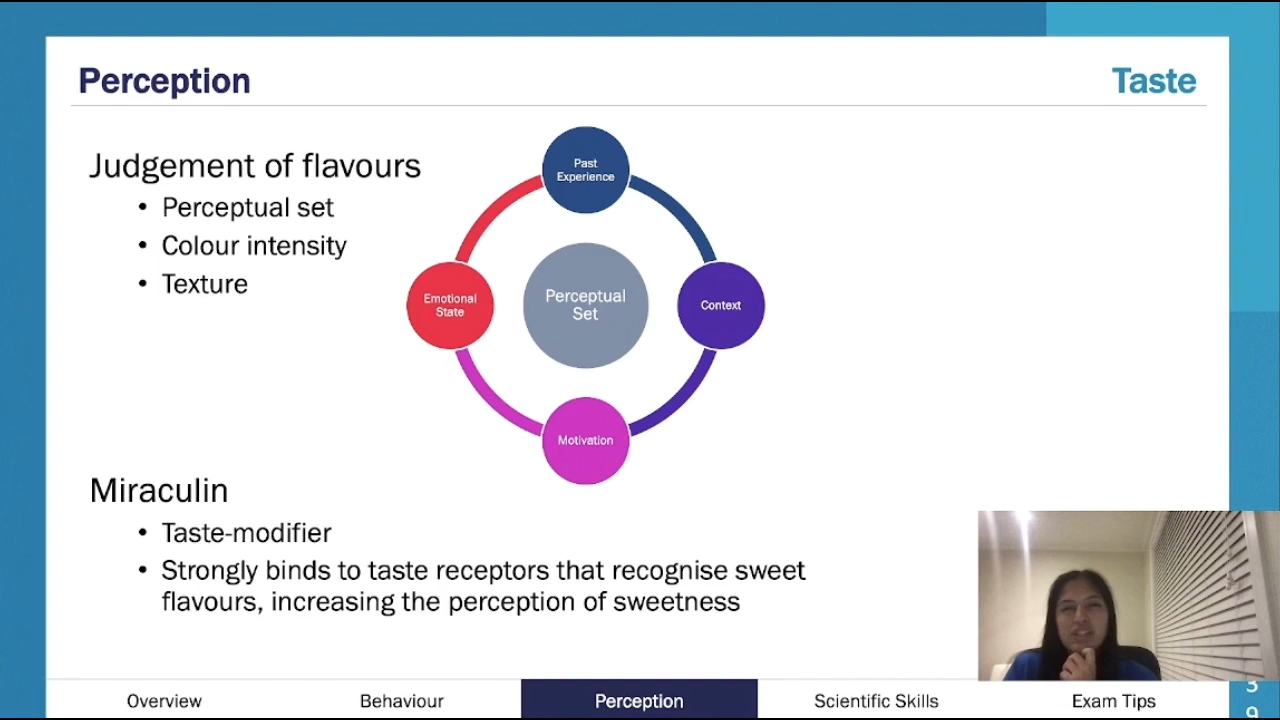 Perception
Taste
Judgement of flavours
• Perceptual set
• Colour intensity
• Texture
Past
Experience
Emotional
State
Perceptual
Set
Context
Motivation
Miraculin
• Taste-modifier
• Strongly binds to taste receptors that recognise sweet
flavours, increasing the perception of sweetness
Overview
Behaviour
Perception
Scientific Skills
Exam Tips
3
9